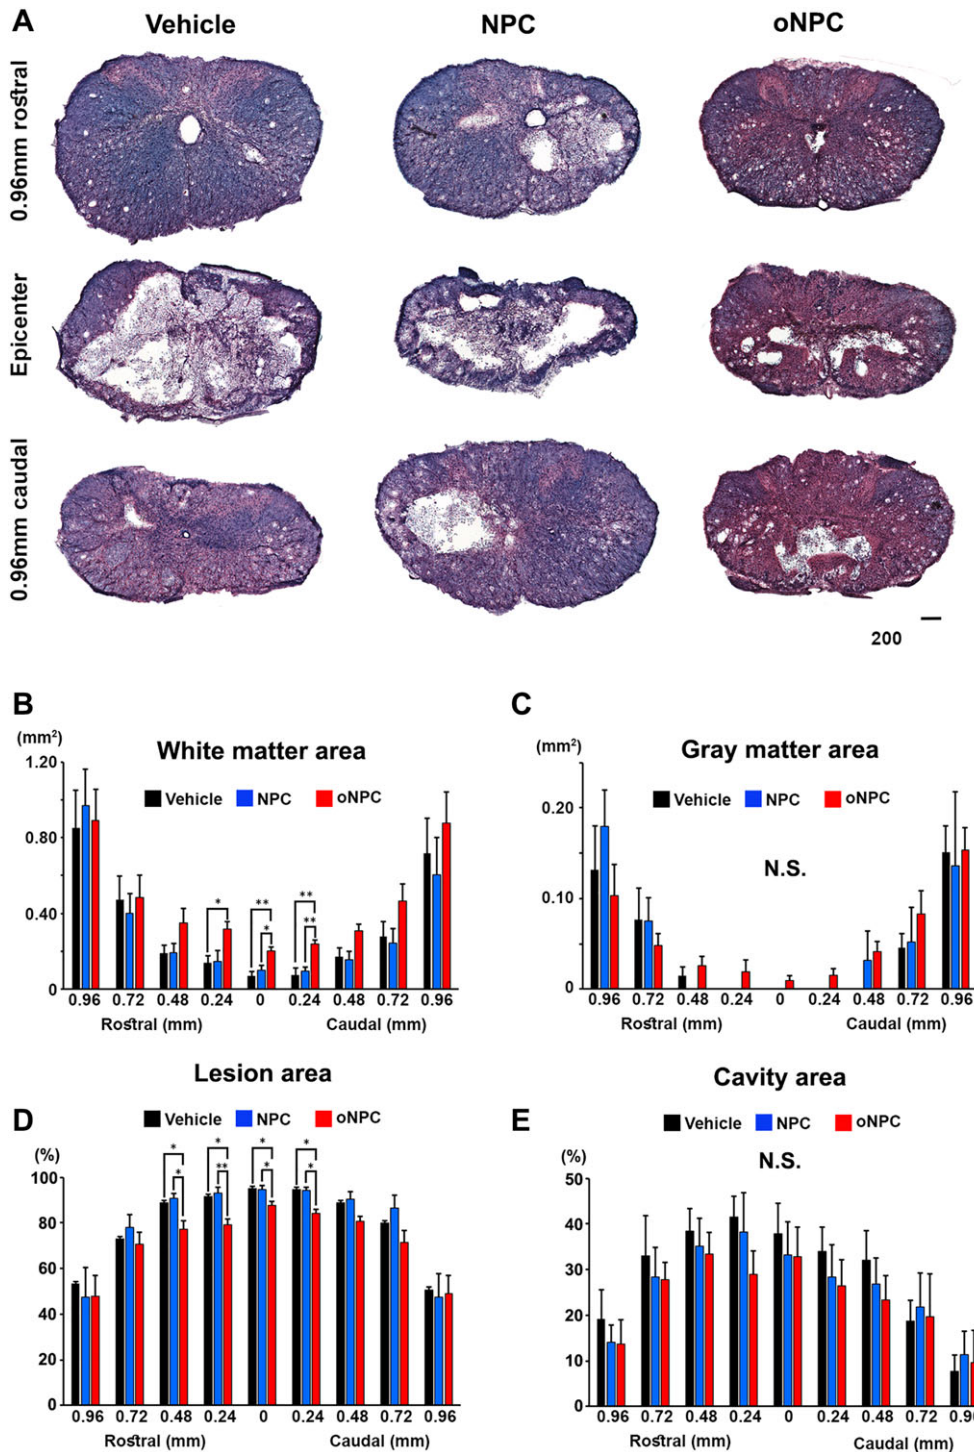 A
Vehicle NPC oNPC
0.96mm rostral
Epicenter
0.96mm caudal
200
B
(mm²)
White matter area
Vehicle NPC oNPC
1.20
0.80
0.40
0
* ** * ** **
0.96 0.72 0.48 0.24 0 0.24 0.48 0.72 0.96
Rostral (mm) Caudal (mm)
C
(mm²)
Gray matter area
Vehicle NPC oNPC
N.S.
0.20
0.10
0
0.96 0.72 0.48 0.24 0 0.24 0.48 0.72 0.96
Rostral (mm) Caudal (mm)
D
Lesion area
Vehicle NPC oNPC
(%)
100
80
60
40
20
0
* * * ** * * * *
0.96 0.72 0.48 0.24 0 0.24 0.48 0.72 0.96
Rostral (mm) Caudal (mm)
E
Cavity area
Vehicle NPC oNPC
(%)
N.S.
50
40
30
20
10
0
0.96 0.72 0.48 0.24 0 0.24 0.48 0.72 0.96
Rostral (mm) Caudal (mm)